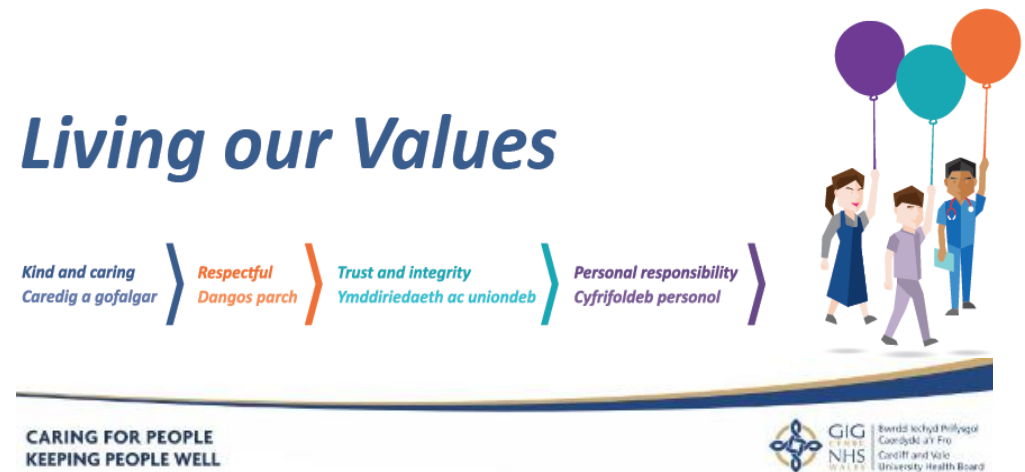 Living our Values
Kind and caring
Caredig a gofalgar
Respectful
Dangos parch
Trust and integrity
Ymddiriedaeth ac uniondeb
Personal responsibility
Cyfrifoldeb personol
CARING FOR PEOPLE
KEEPING PEOPLE WELL
GIG
CYMRU
NHS
WALES
Bwrdd Iechyd Prifysgol
Caerdydd a'r Fro
Cardiff and Vale
University Health Board